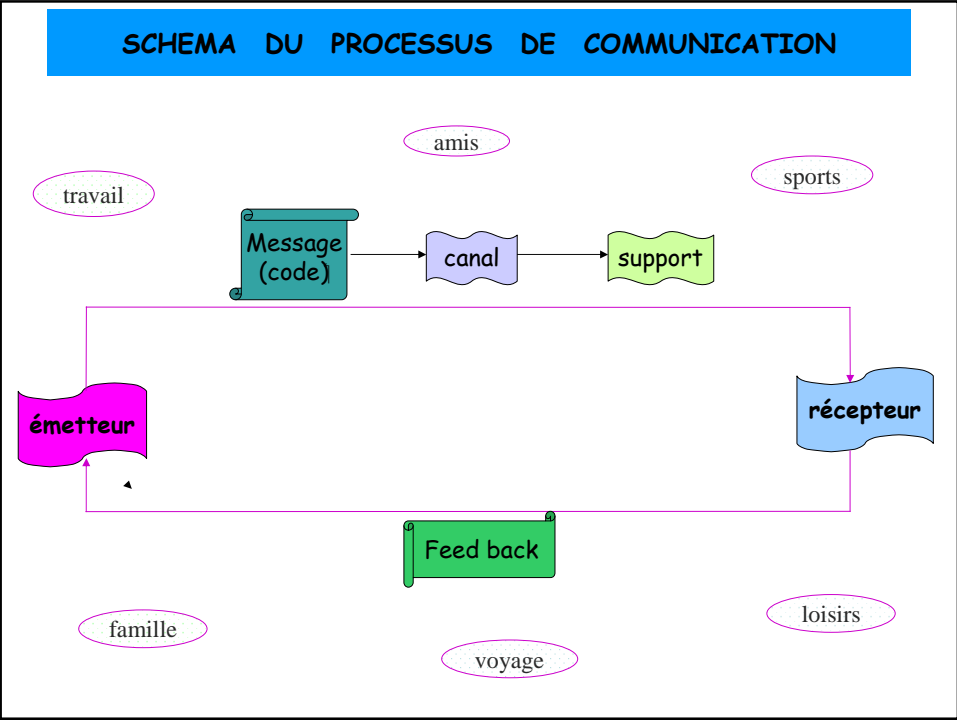 SCHEMA DU PROCESSUS DE COMMUNICATION
amis
sports
travail
Message
(code)
canal
support
émetteur
récepteur
Feed back
famille
loisirs
voyage